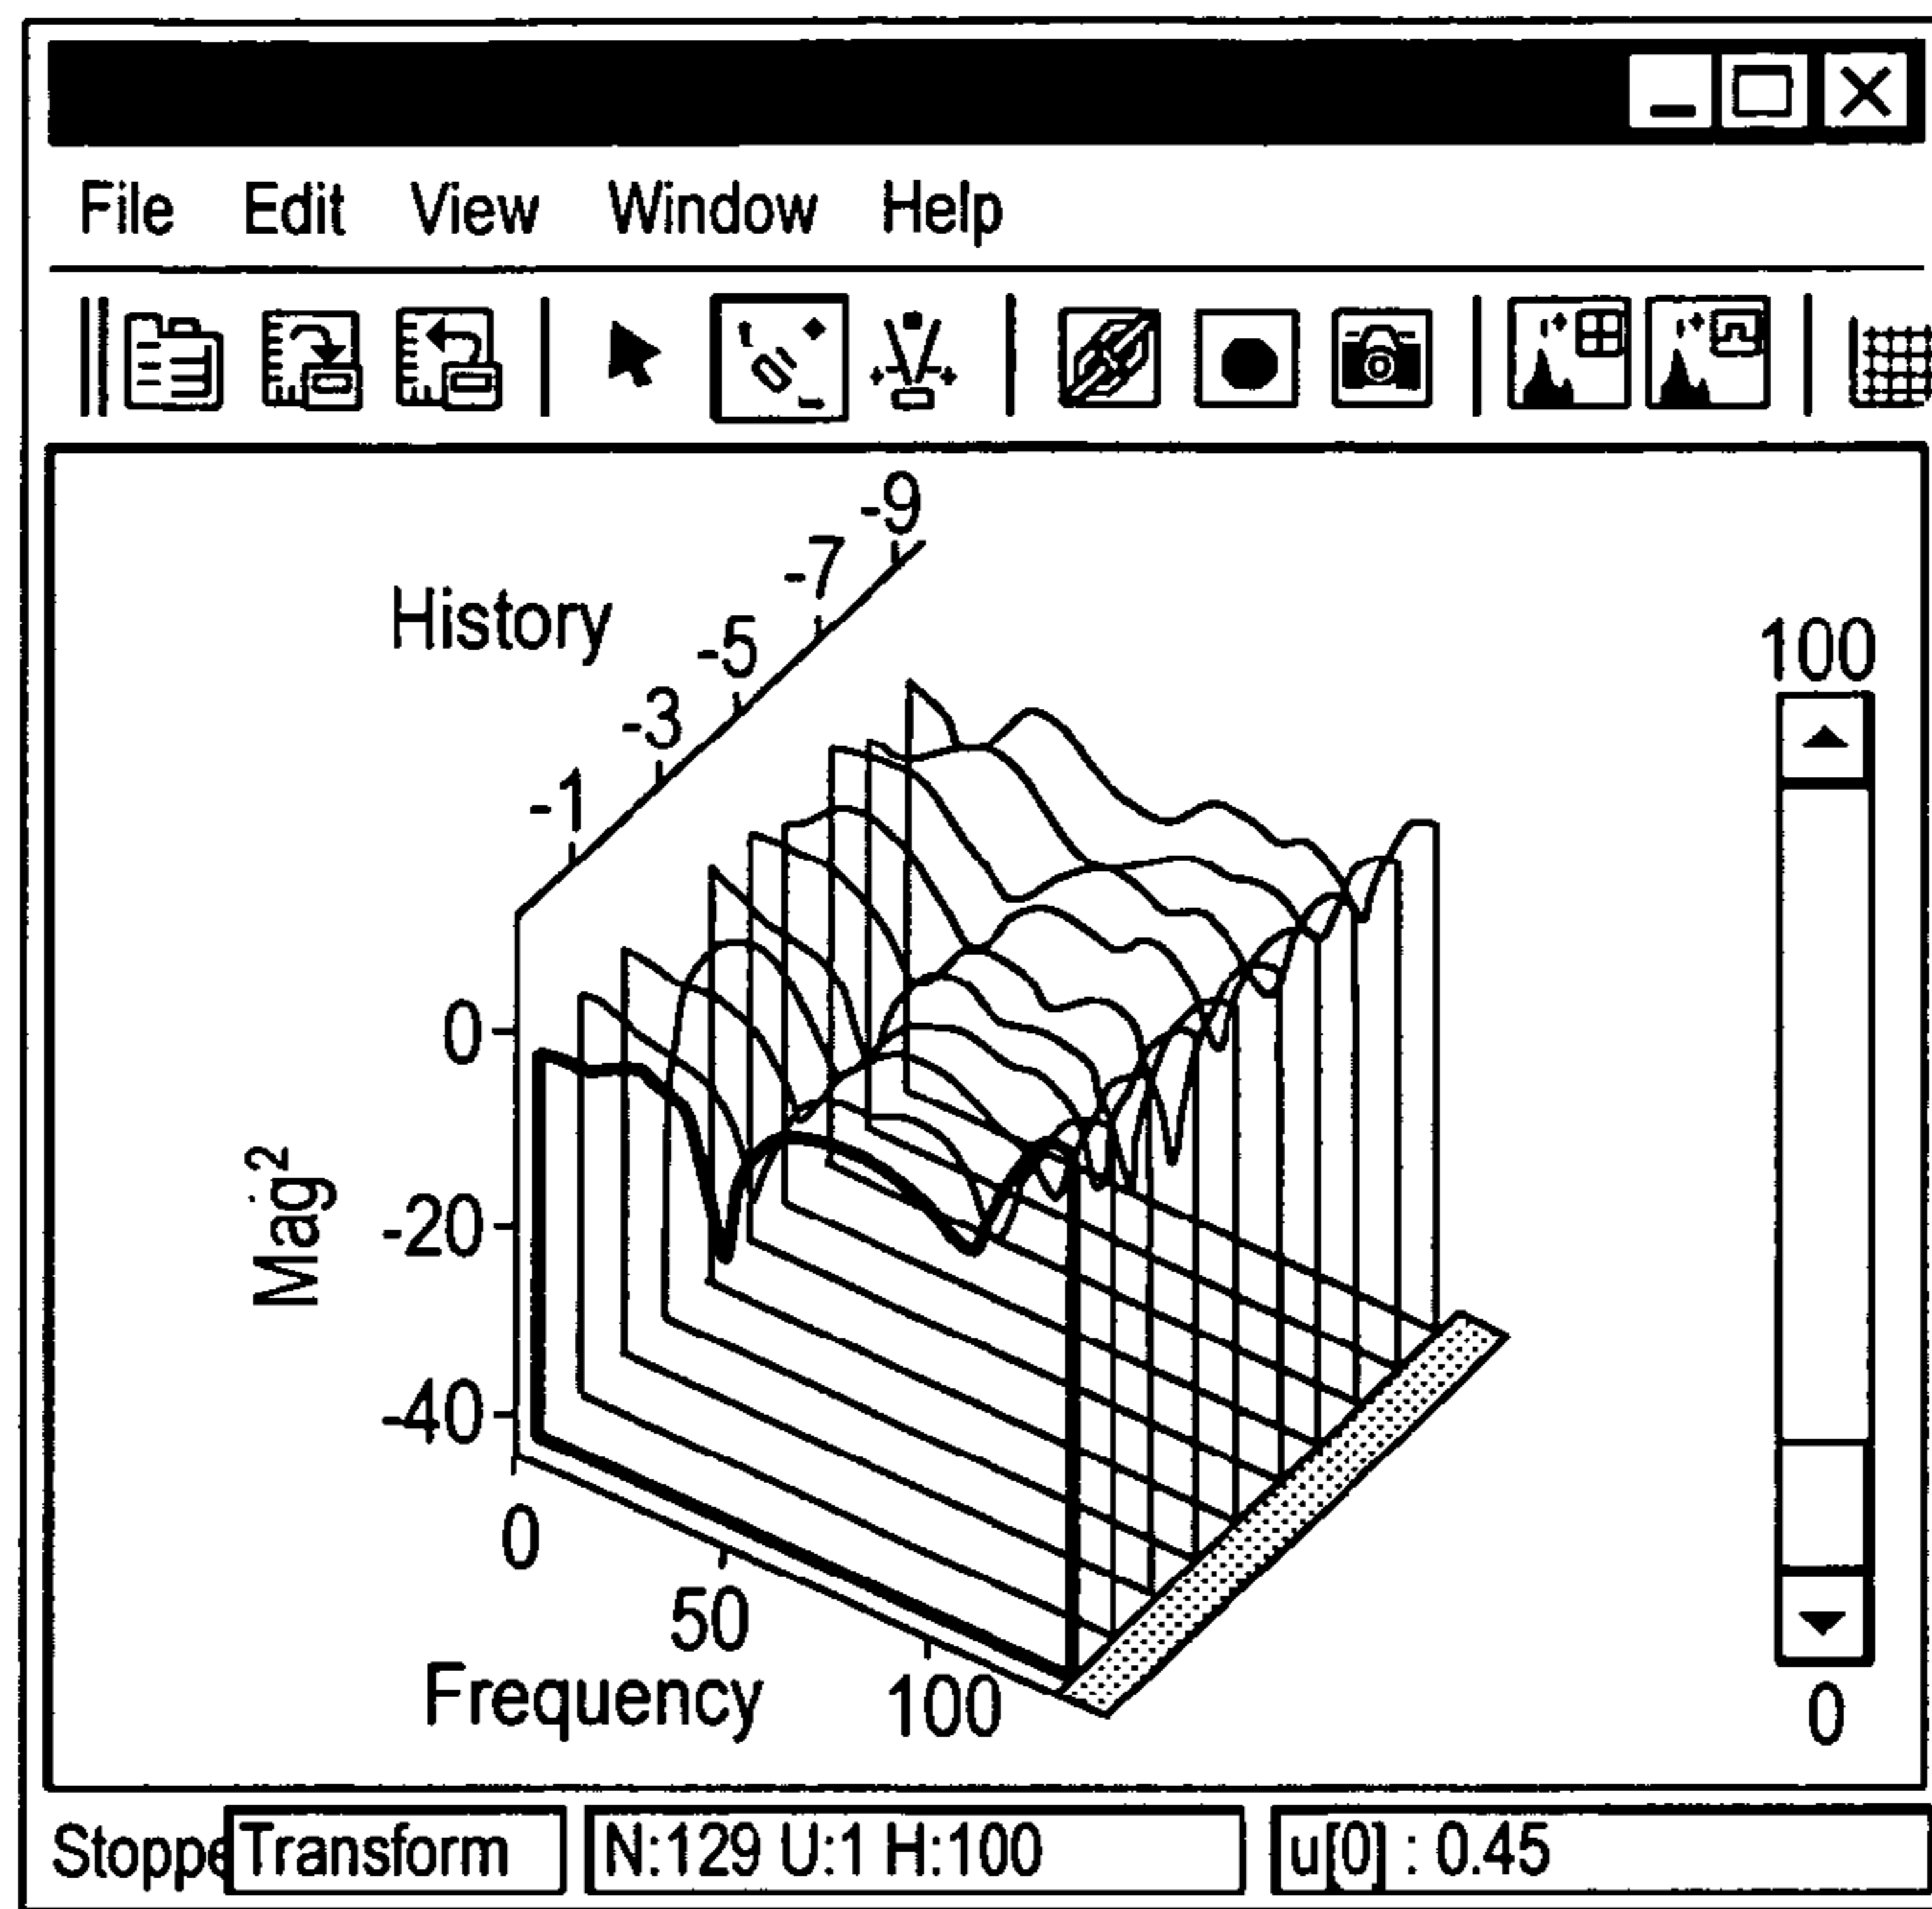 File Edit View Window Help
-9
-7
History
-5
-3
-1
100
0
Mag²
-20
-40
0
50
Frequency
100
0
Stoppe Transform N:129 U:1 H:100 u[0] : 0.45